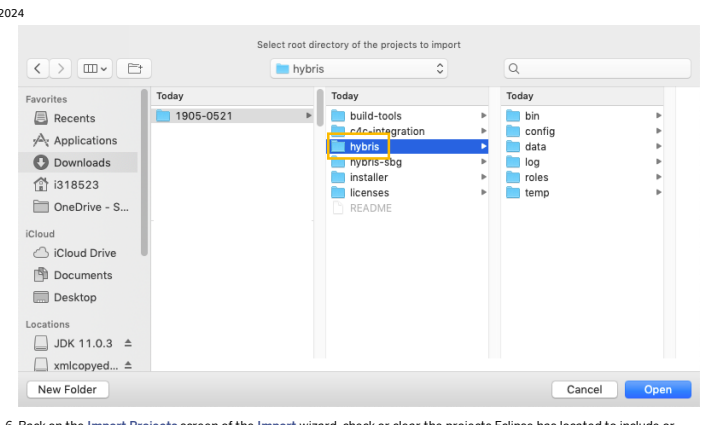 2024
Select root directory of the projects to import
hybris
Favorites
Recents
Applications
Downloads
i318523
OneDrive - S...
iCloud
iCloud Drive
Documents
Desktop
Locations
JDK 11.0.3
xmlcopyed...
Today
1905-0521
Today
build-tools
c4c-integration
hybris
hybris-sbg
installer
licenses
README
Today
bin
config
data
log
roles
temp
New Folder
Cancel
Open
6. Back on the Import Projects screen of the Import wizard, check or clear the projects Eclipse has located to include or